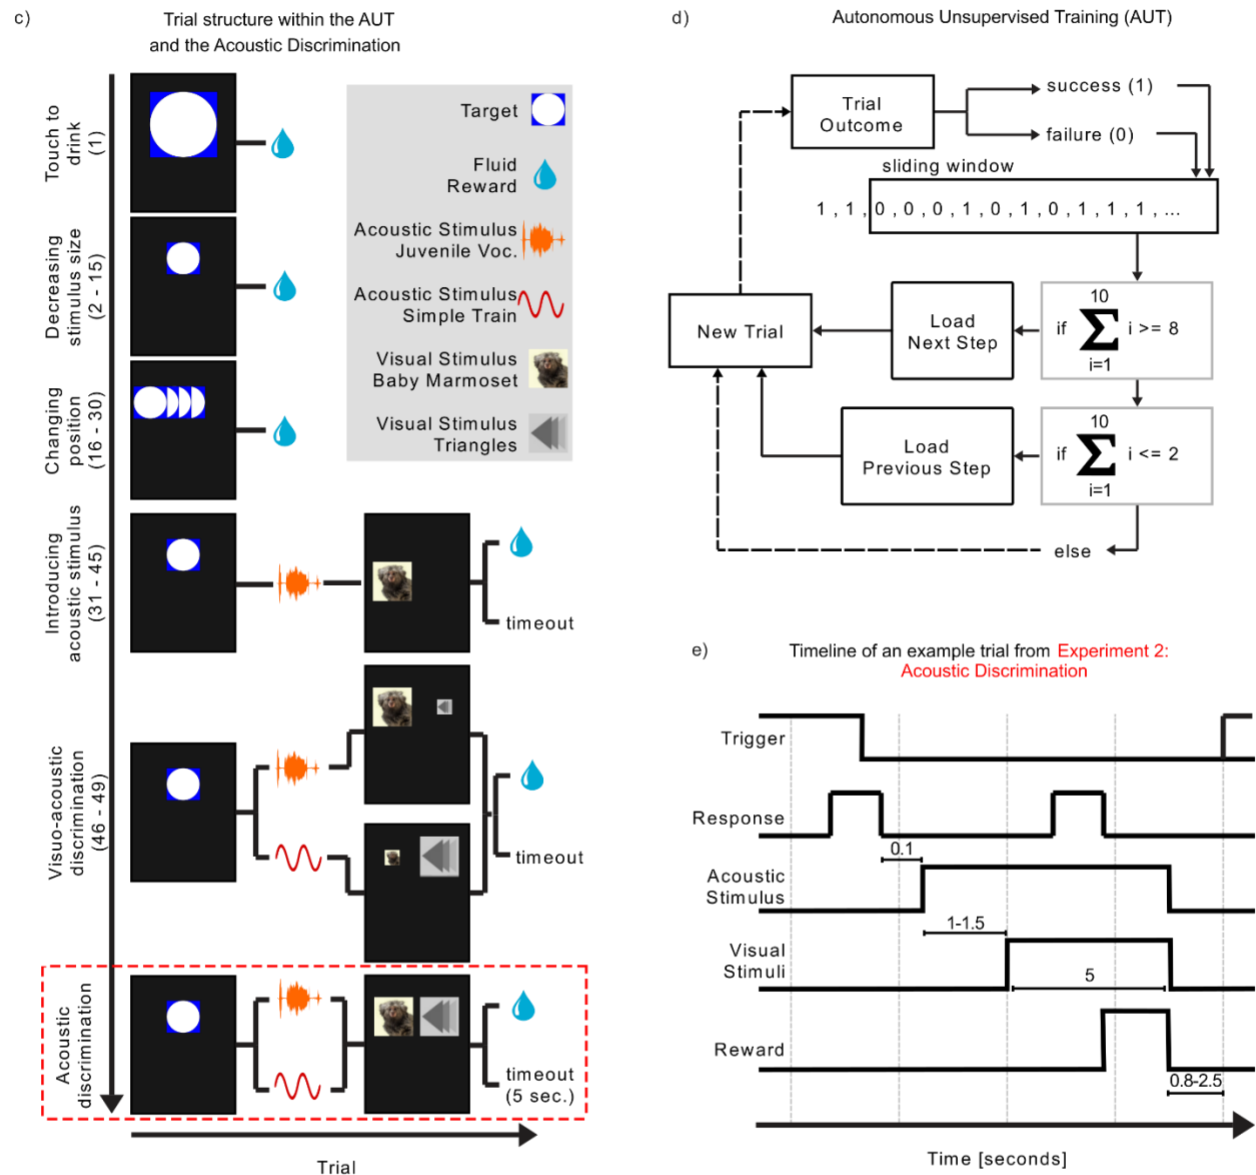 c)
Trial structure within the AUT
and the Acoustic Discrimination
Touch to
drink
(1)
Decreasing
stimulus size
(2 - 15)
Changing
position
(16 - 30)
Introducing
acoustic stimulus
(31 - 45)
Visuo-acoustic
discrimination
(46 - 49)
Acoustic
discrimination
Target
Fluid
Reward
Acoustic Stimulus
Juvenile Voc.
Acoustic Stimulus
Simple Train
Visual Stimulus
Baby Marmoset
Visual Stimulus
Triangles
timeout
timeout
timeout
(5 sec.)
Trial
d)
Autonomous Unsupervised Training (AUT)
Trial
Outcome
success (1)
failure (0)
sliding window
1 , 1 , 0 , 0 , 0 , 1 , 0 , 1 , 0 , 1 , 1 , 1 , ...
New Trial
Load
Next Step
10
if Σ i >= 8
i=1
Load
Previous Step
10
if Σ i <= 2
i=1
else
e)
Timeline of an example trial from Experiment 2:
Acoustic Discrimination
Trigger
Response
0.1
Acoustic
Stimulus
1-1.5
Visual
Stimuli
5
Reward
0.8-2.5
Time [seconds]